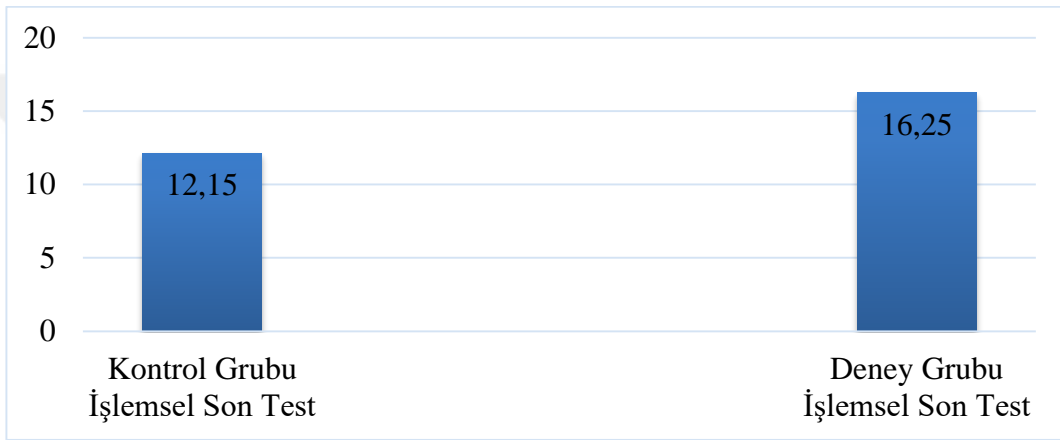 20
15
10
5
0
12,15
16,25
Kontrol Grubu
İşlemsel Son Test
Deney Grubu
İşlemsel Son Test